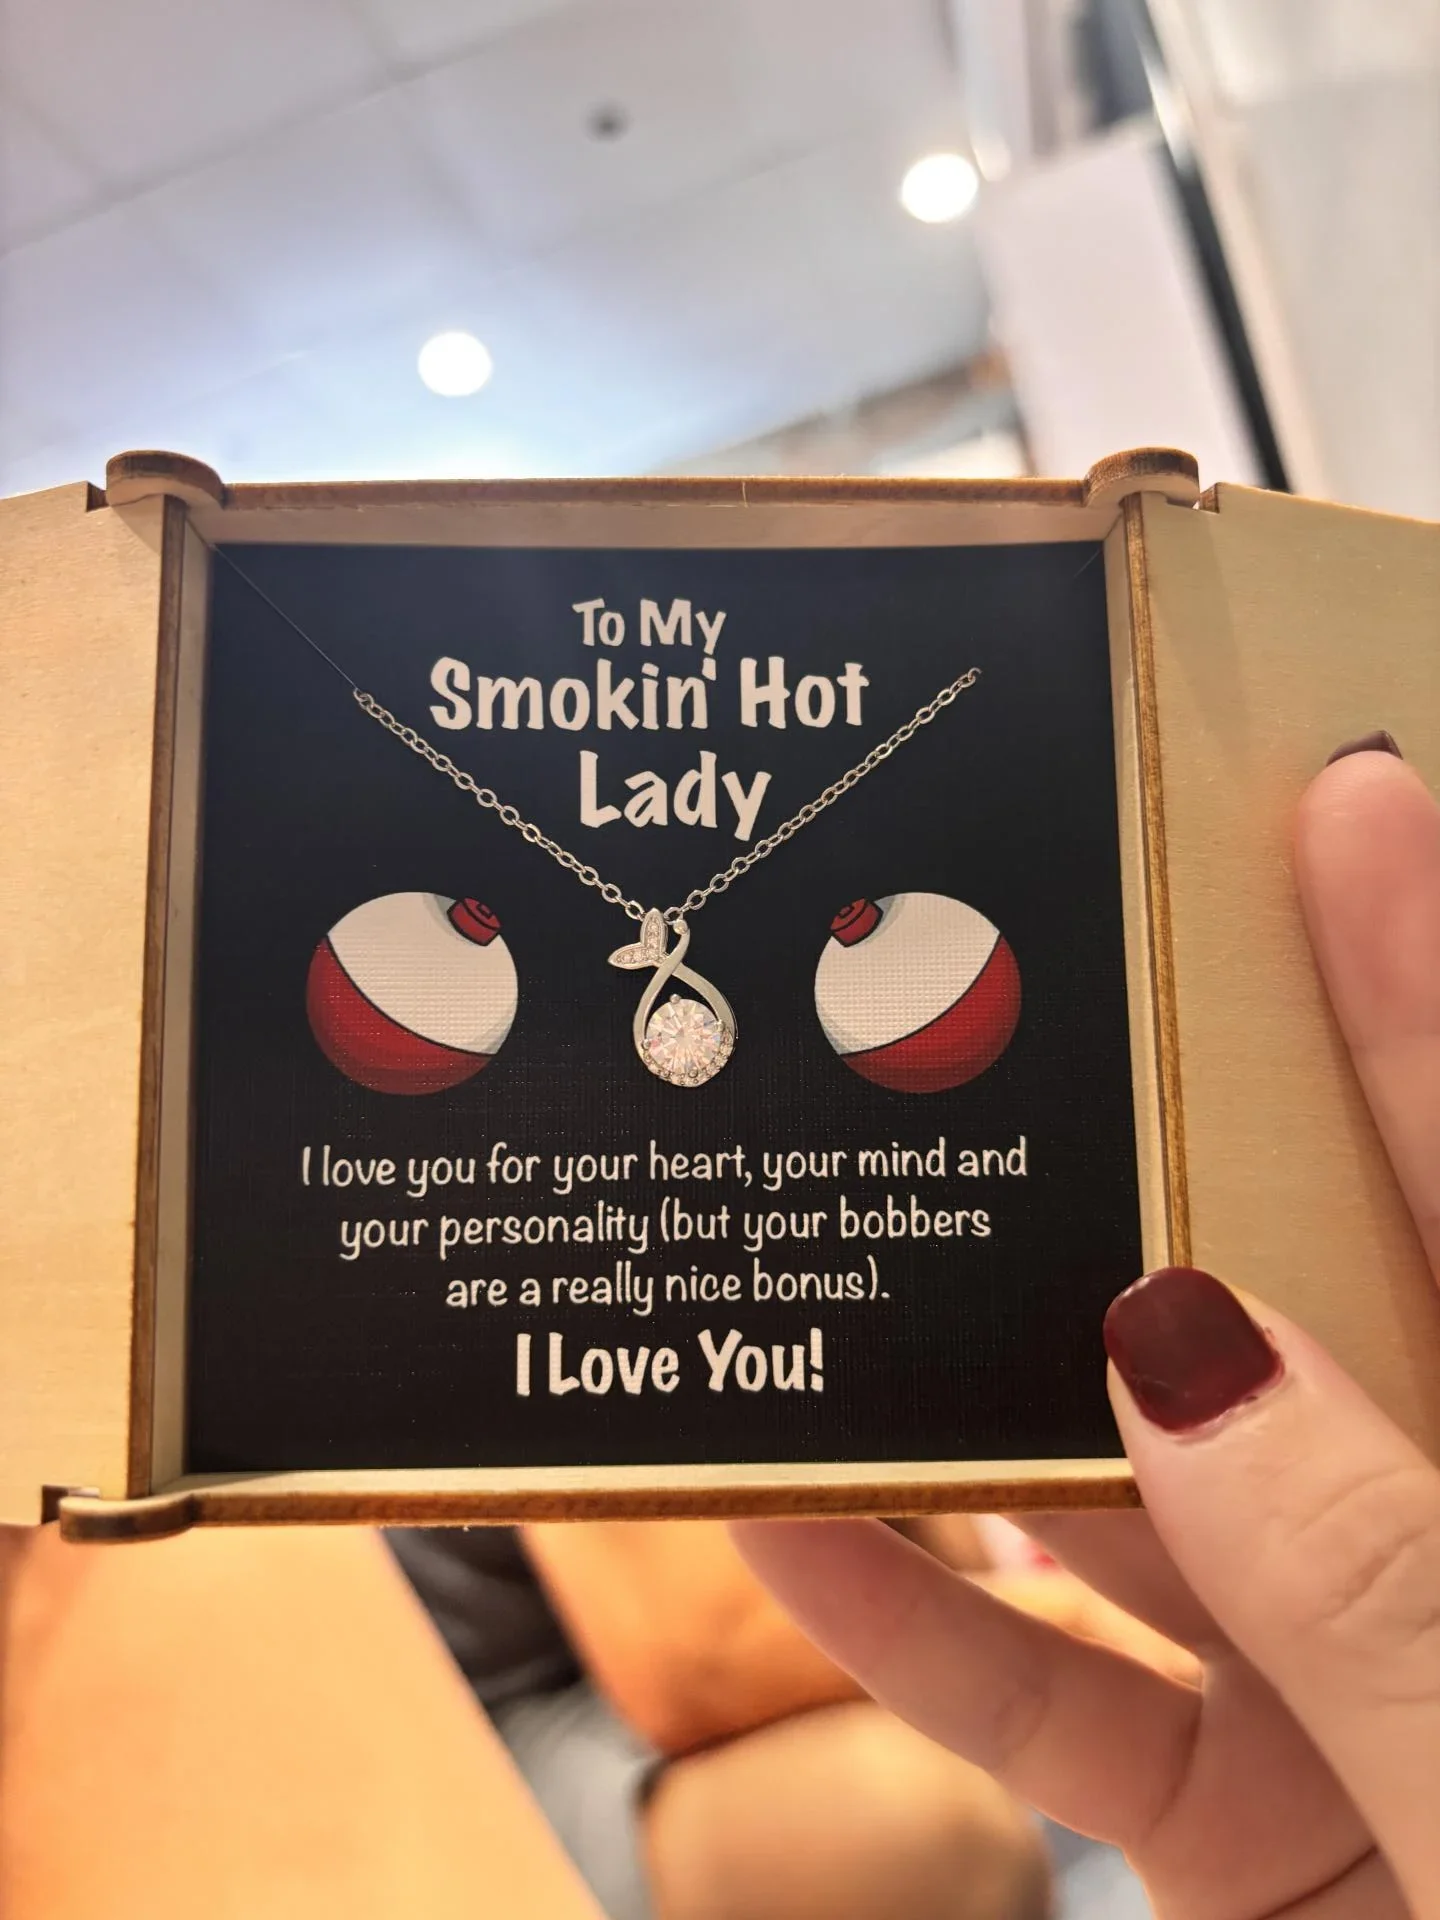 To My
Smokin' Hot
Lady
I love you for your heart, your mind and
your personality (but your bobbers
are a really nice bonus).
I Love You!